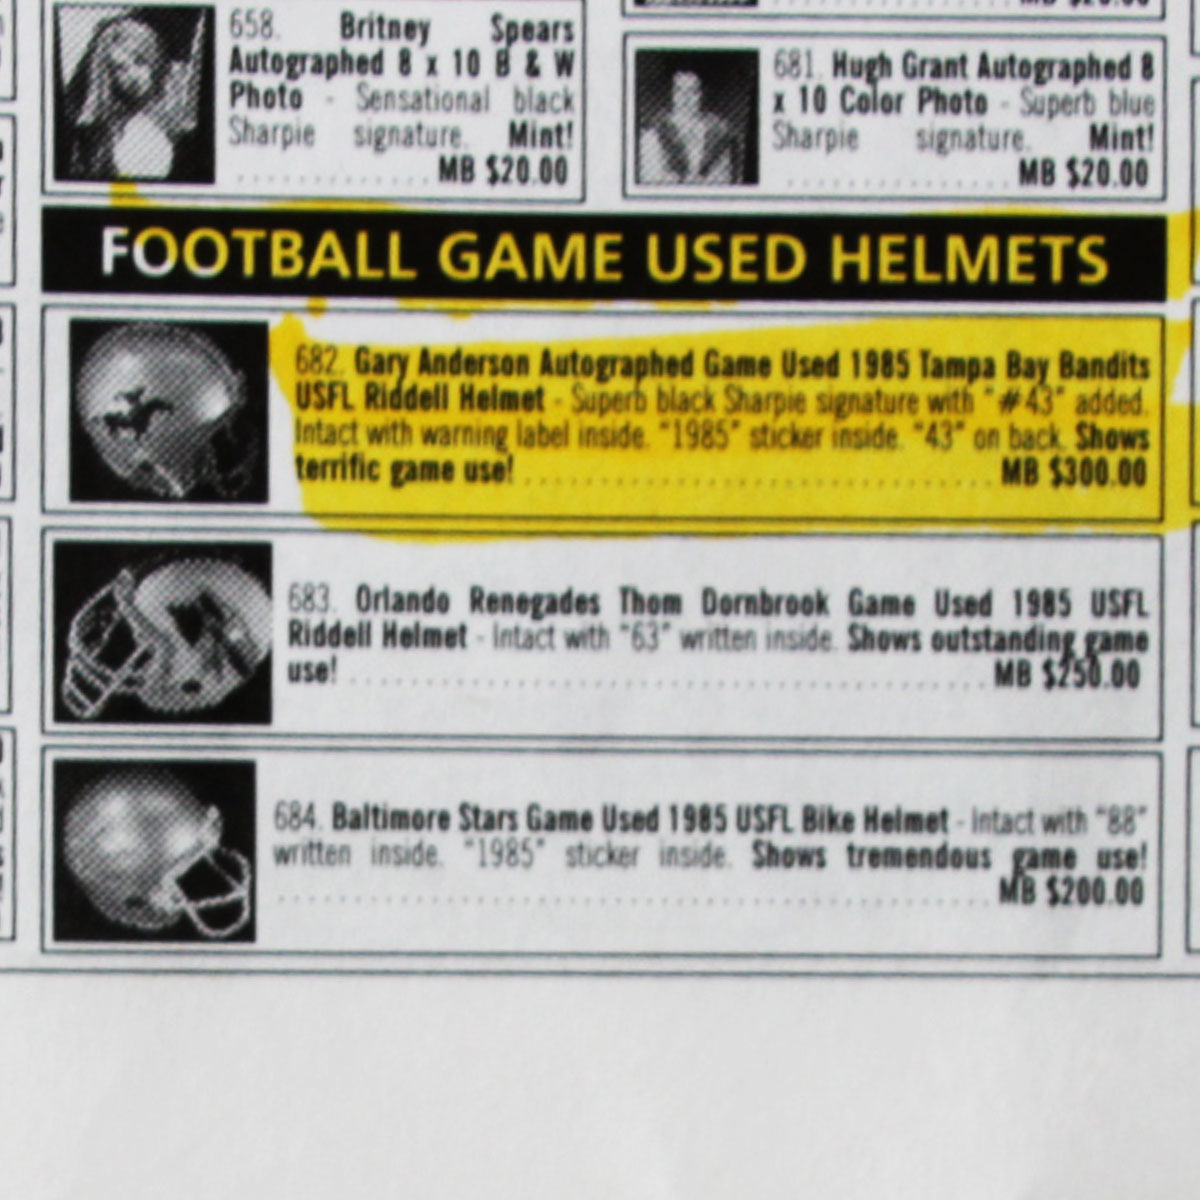 658. Britney Spears
Autographed 8 x 10 B & W
Photo - Sensational black
Sharpie signature. Mint!
.............. MB $20.00
681. Hugh Grant Autographed 8
x 10 Color Photo - Superb blue
Sharpie signature. Mint!
................ MB $20.00
FOOTBALL GAME USED HELMETS
682. Gary Anderson Autographed Game Used 1985 Tampa Bay Bandits
USFL Riddell Helmet - Superb black Sharpie signature with "#43" added.
Intact with warning label inside. "1985" sticker inside. "43" on back. Shows
terrific game use! ................................ MB $300.00
683. Orlando Renegades Thom Dornbrook Game Used 1985 USFL
Riddell Helmet - Intact with "63" written inside. Shows outstanding game
use! ................................................ MB $250.00
684. Baltimore Stars Game Used 1985 USFL Bike Helmet - Intact with "88"
written inside. "1985" sticker inside. Shows tremendous game use!
...................................................... MB $200.00